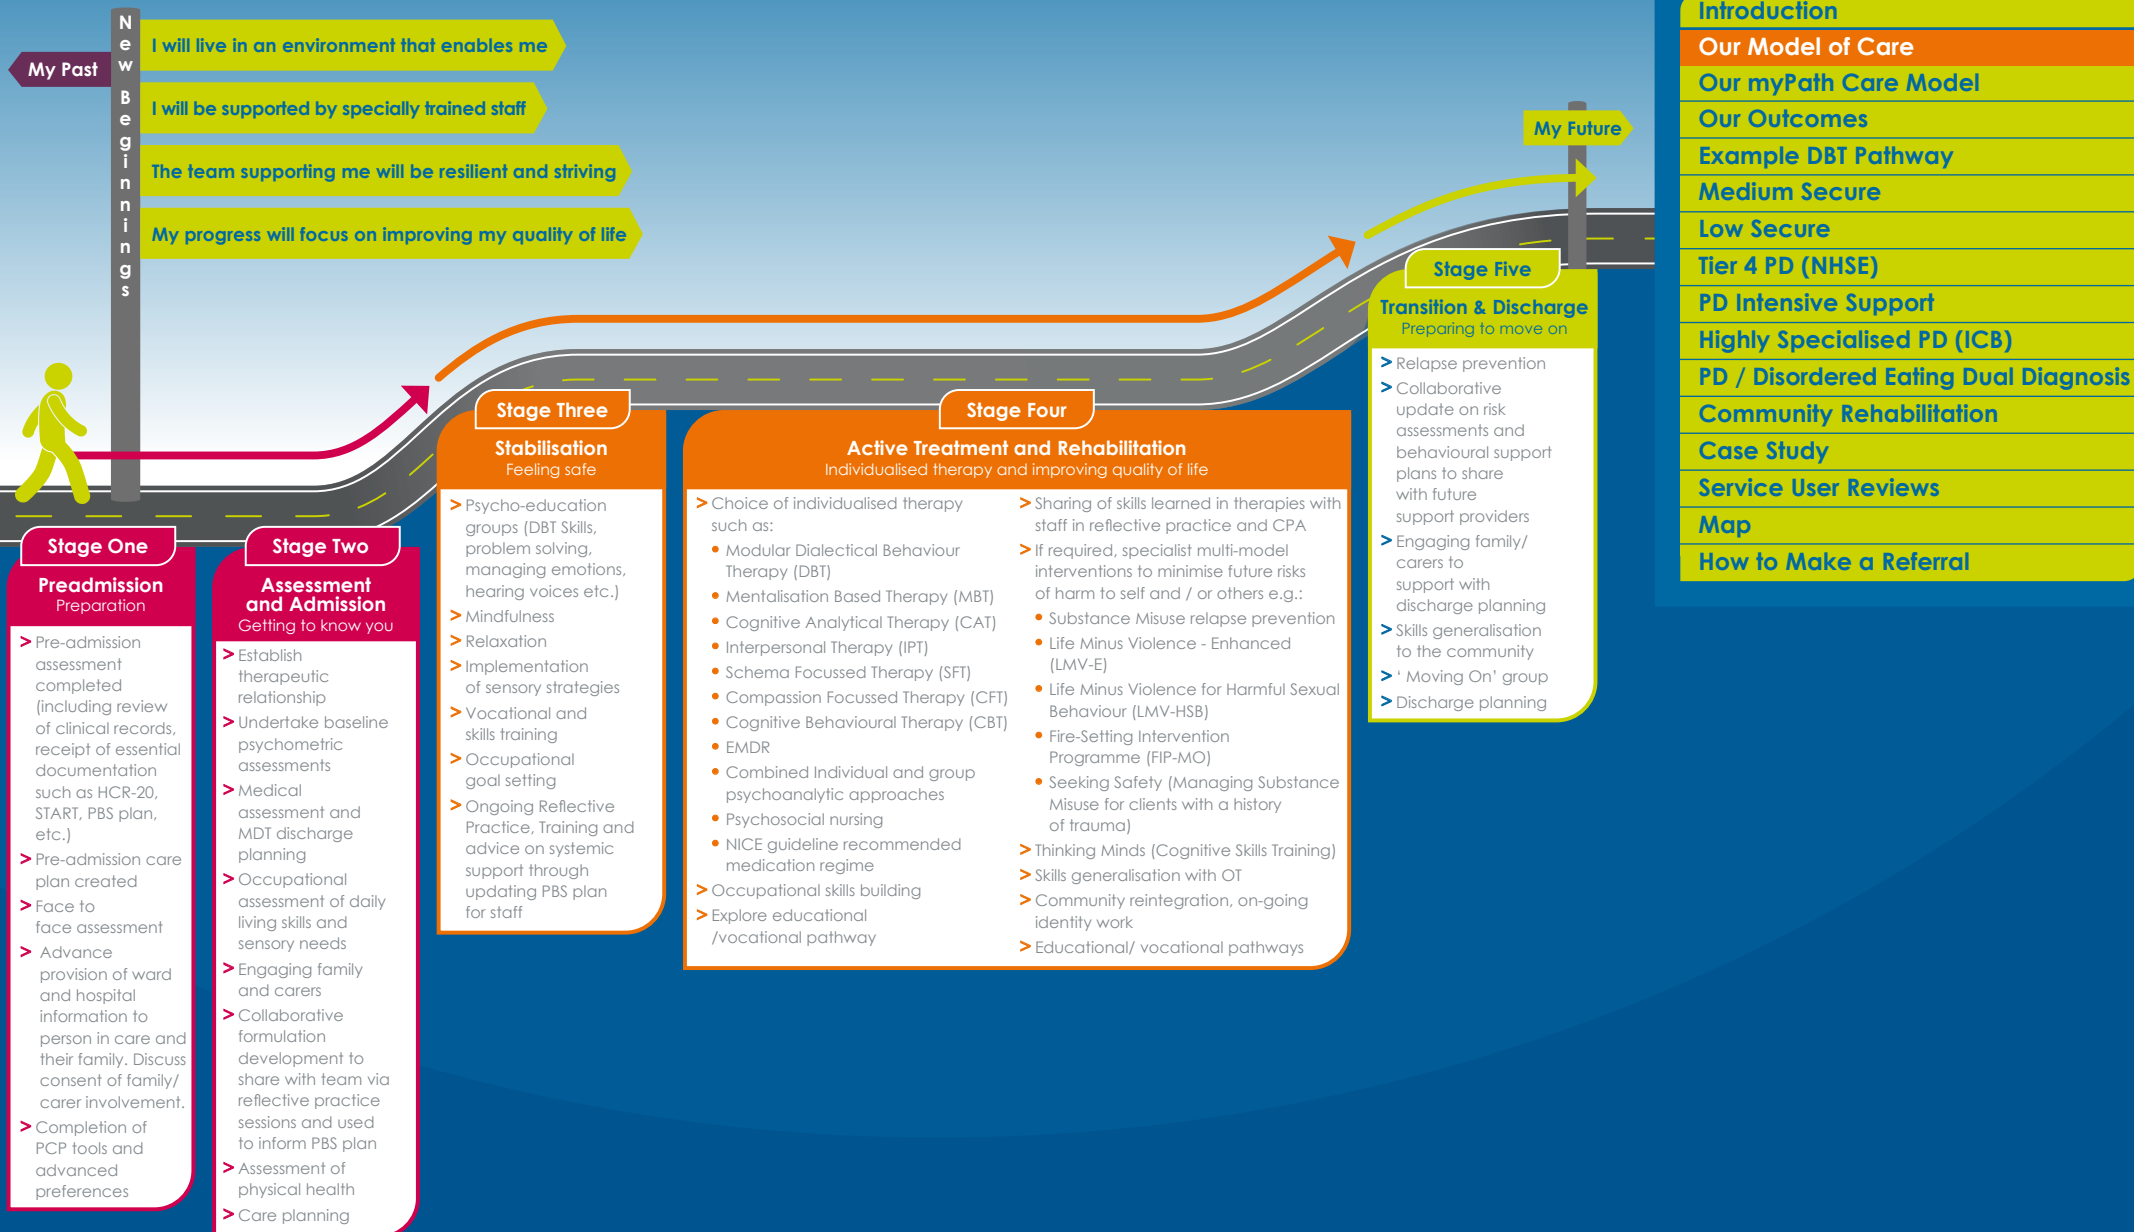 My Past
New Beginnings
I will live in an environment that enables me
I will be supported by specially trained staff
The team supporting me will be resilient and striving
My progress will focus on improving my quality of life
My Future
Stage One
Preadmission
Preparation
> Pre-admission
assessment
completed
(including review
of clinical records,
receipt of essential
documentation
such as HCR-20,
START, PBS plan,
etc.)
> Pre-admission care
plan created
> Face to
face assessment
> Advance
provision of ward
and hospital
information to
person in care and
their family. Discuss
consent of family/
carer involvement.
> Completion of
PCP tools and
advanced
preferences
Stage Two
Assessment
and Admission
Getting to know you
> Establish
therapeutic
relationship
> Undertake baseline
psychometric
assessments
> Medical
assessment and
MDT discharge
planning
> Occupational
assessment of daily
living skills and
sensory needs
> Engaging family
and carers
> Collaborative
formulation
development to
share with team via
reflective practice
sessions and used
to inform PBS plan
> Assessment of
physical health
> Care planning
Stage Three
Stabilisation
Feeling safe
> Psycho-education
groups (DBT Skills,
problem solving,
managing emotions,
hearing voices etc.)
> Mindfulness
> Relaxation
> Implementation
of sensory strategies
> Vocational and
skills training
> Occupational
goal setting
> Ongoing Reflective
Practice, Training and
advice on systemic
support through
updating PBS plan
for staff
Stage Four
Active Treatment and Rehabilitation
Individualised therapy and improving quality of life
> Choice of individualised therapy
such as:
• Modular Dialectical Behaviour
Therapy (DBT)
• Mentalisation Based Therapy (MBT)
• Cognitive Analytical Therapy (CAT)
• Interpersonal Therapy (IPT)
• Schema Focussed Therapy (SFT)
• Compassion Focussed Therapy (CFT)
• Cognitive Behavioural Therapy (CBT)
• EMDR
• Combined Individual and group
psychoanalytic approaches
• Psychosocial nursing
• NICE guideline recommended
medication regime
> Occupational skills building
> Explore educational
/vocational pathway
> Sharing of skills learned in therapies with
staff in reflective practice and CPA
> If required, specialist multi-model
interventions to minimise future risks
of harm to self and / or others e.g.:
• Substance Misuse relapse prevention
• Life Minus Violence - Enhanced
(LMV-E)
• Life Minus Violence for Harmful Sexual
Behaviour (LMV-HSB)
• Fire-Setting Intervention
Programme (FIP-MO)
• Seeking Safety (Managing Substance
Misuse for clients with a history
of trauma)
> Thinking Minds (Cognitive Skills Training)
> Skills generalisation with OT
> Community reintegration, on-going
identity work
> Educational/ vocational pathways
Stage Five
Transition & Discharge
Preparing to move on
> Relapse prevention
> Collaborative
update on risk
assessments and
behavioural support
plans to share
with future
support providers
> Engaging family/
carers to
support with
discharge planning
> Skills generalisation
to the community
> ‘ Moving On’ group
> Discharge planning
Introduction
Our Model of Care
Our myPath Care Model
Our Outcomes
Example DBT Pathway
Medium Secure
Low Secure
Tier 4 PD (NHSE)
PD Intensive Support
Highly Specialised PD (ICB)
PD / Disordered Eating Dual Diagnosis
Community Rehabilitation
Case Study
Service User Reviews
Map
How to Make a Referral